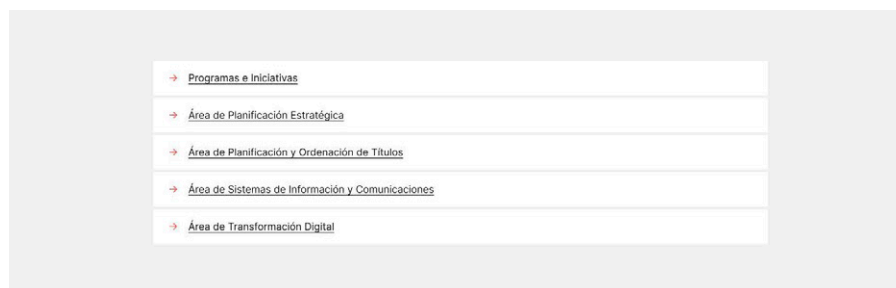 Programas e Iniciativas
Área de Planificación Estratégica
Área de Planificación y Ordenación de Títulos
Área de Sistemas de Información y Comunicaciones
Área de Transformación Digital